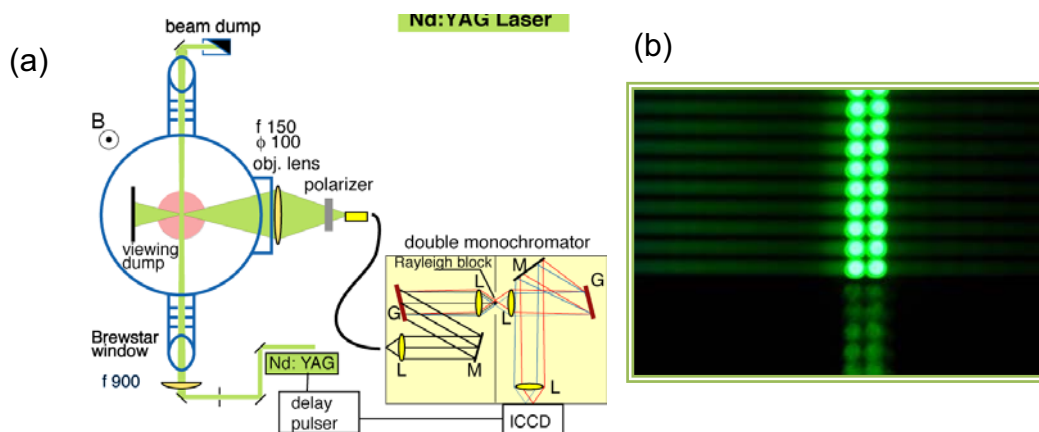 beam dump
Nd:YAG Laser
(a)
(b)
B
f 150
ϕ 100
obj. lens
polarizer
viewing
dump
double monochromator
Rayleigh block
M
L
G
L
G
L
M
L
Brewstar
window
f 900
Nd: YAG
delay
pulser
ICCD